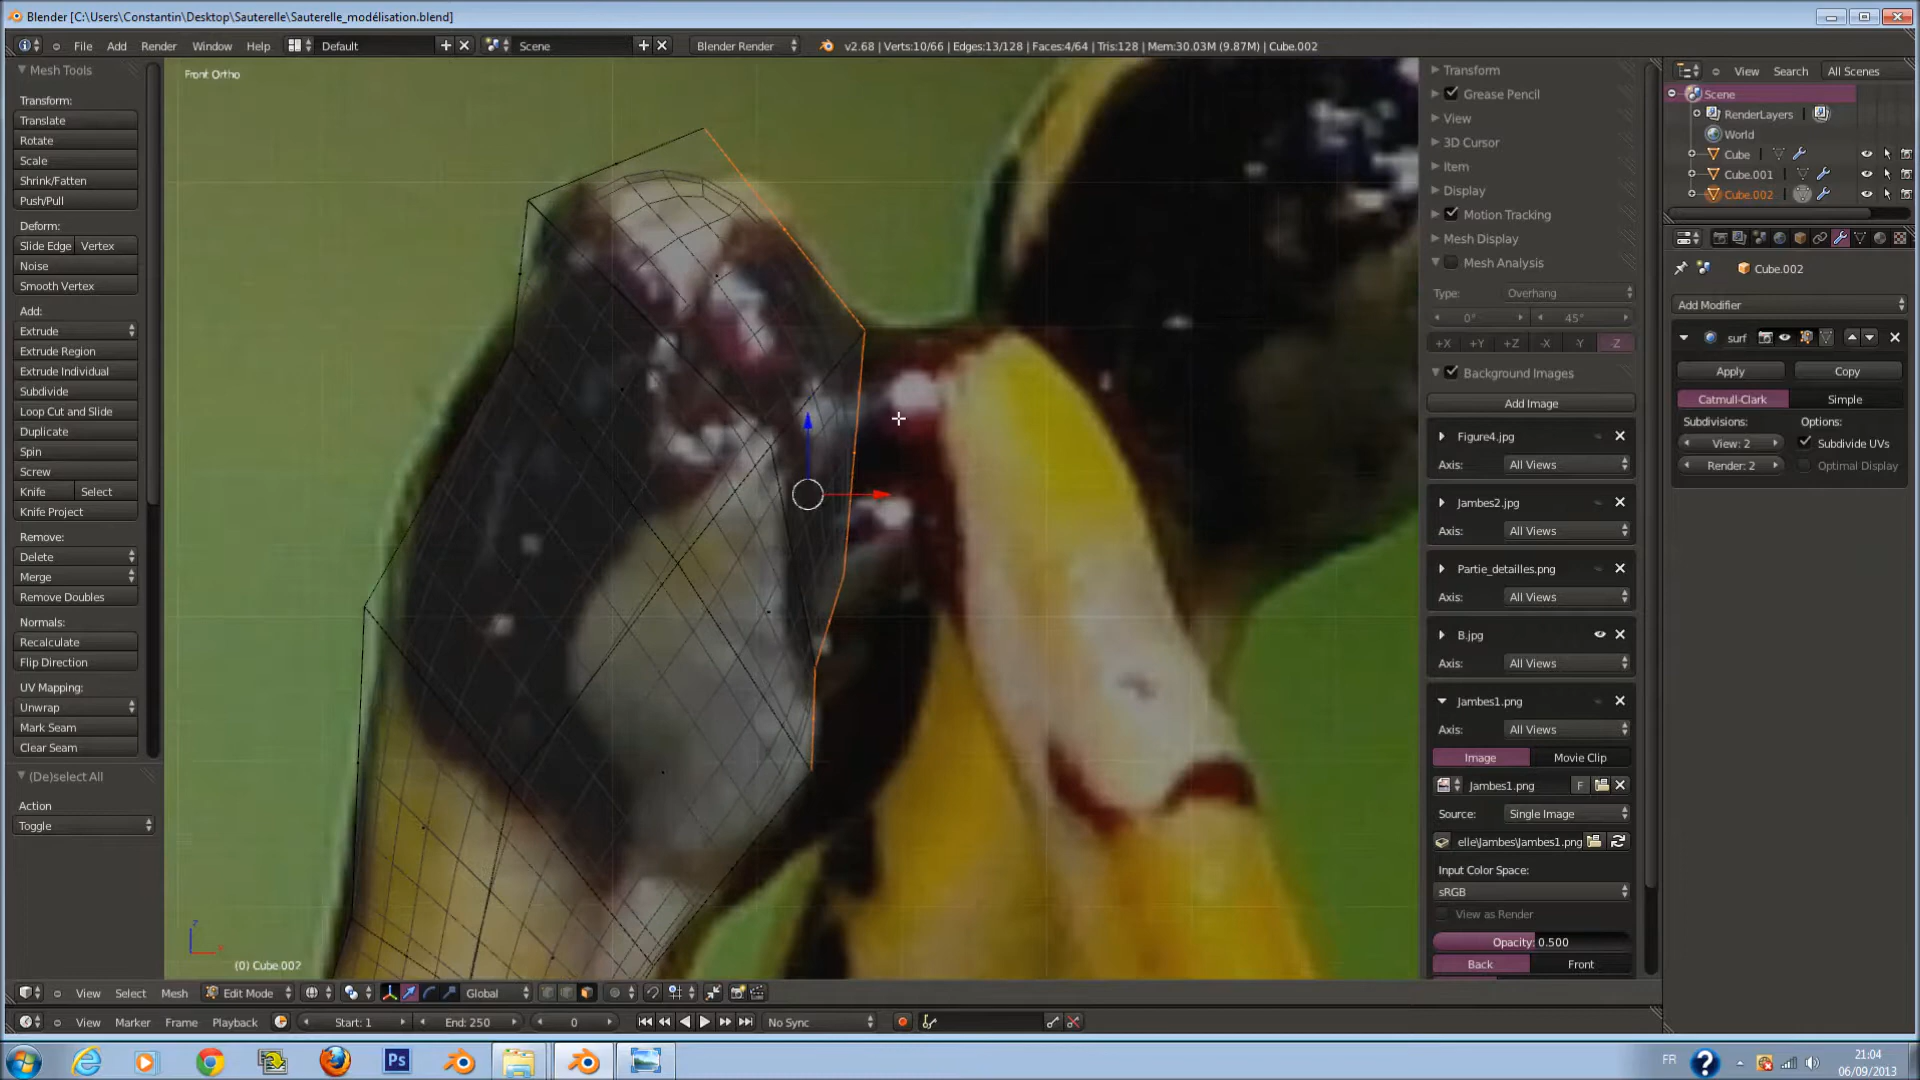 Blender [C:\Users\Constantin\Desktop\Sauterelle\Sauterelle_modélisation.blend]
File Add Render Window Help Default Scene Blender Render v2.68 | Verts:10/66 | Edges:13/128 | Faces:4/64 | Tris:128 | Mem:30.03M (9.87M) | Cube.002
Mesh Tools
Transform:
Translate
Rotate
Scale
Shrink/Fatten
Push/Pull
Deform:
Slide Edge Vertex
Noise
Smooth Vertex
Add:
Extrude
Extrude Region
Extrude Individual
Subdivide
Loop Cut and Slide
Duplicate
Spin
Screw
Knife Select
Knife Project
Remove:
Delete
Merge
Remove Doubles
Normals:
Recalculate
Flip Direction
UV Mapping:
Unwrap
Mark Seam
Clear Seam
(De)select All
Action
Toggle
Front Ortho
(0) Cube.002
Transform
Grease Pencil
View
3D Cursor
Item
Display
Motion Tracking
Mesh Display
Mesh Analysis
Type: Overhang
0° 45°
+X +Y +Z -X -Y -Z
Background Images
Add Image
Figure4.jpg
Axis: All Views
Jambes2.jpg
Axis: All Views
Partie_detailles.png
Axis: All Views
B.jpg
Axis: All Views
Jambes1.png
Axis: All Views
Image Movie Clip
Jambes1.png F
Source: Single Image
elle\Jambes\Jambes1.png
Input Color Space:
sRGB
View as Render
Opacity: 0.500
Back Front
View Search All Scenes
Scene
RenderLayers
World
Cube
Cube.001
Cube.002
Cube.002
Add Modifier
surf
Apply Copy
Catmull-Clark Simple
Subdivisions: Options:
View: 2 Subdivide UVs
Render: 2 Optimal Display
View Select Mesh Edit Mode Global
View Marker Frame Playback Start: 1 End: 250 0 No Sync
Ps
FR
21:04
06/09/2013